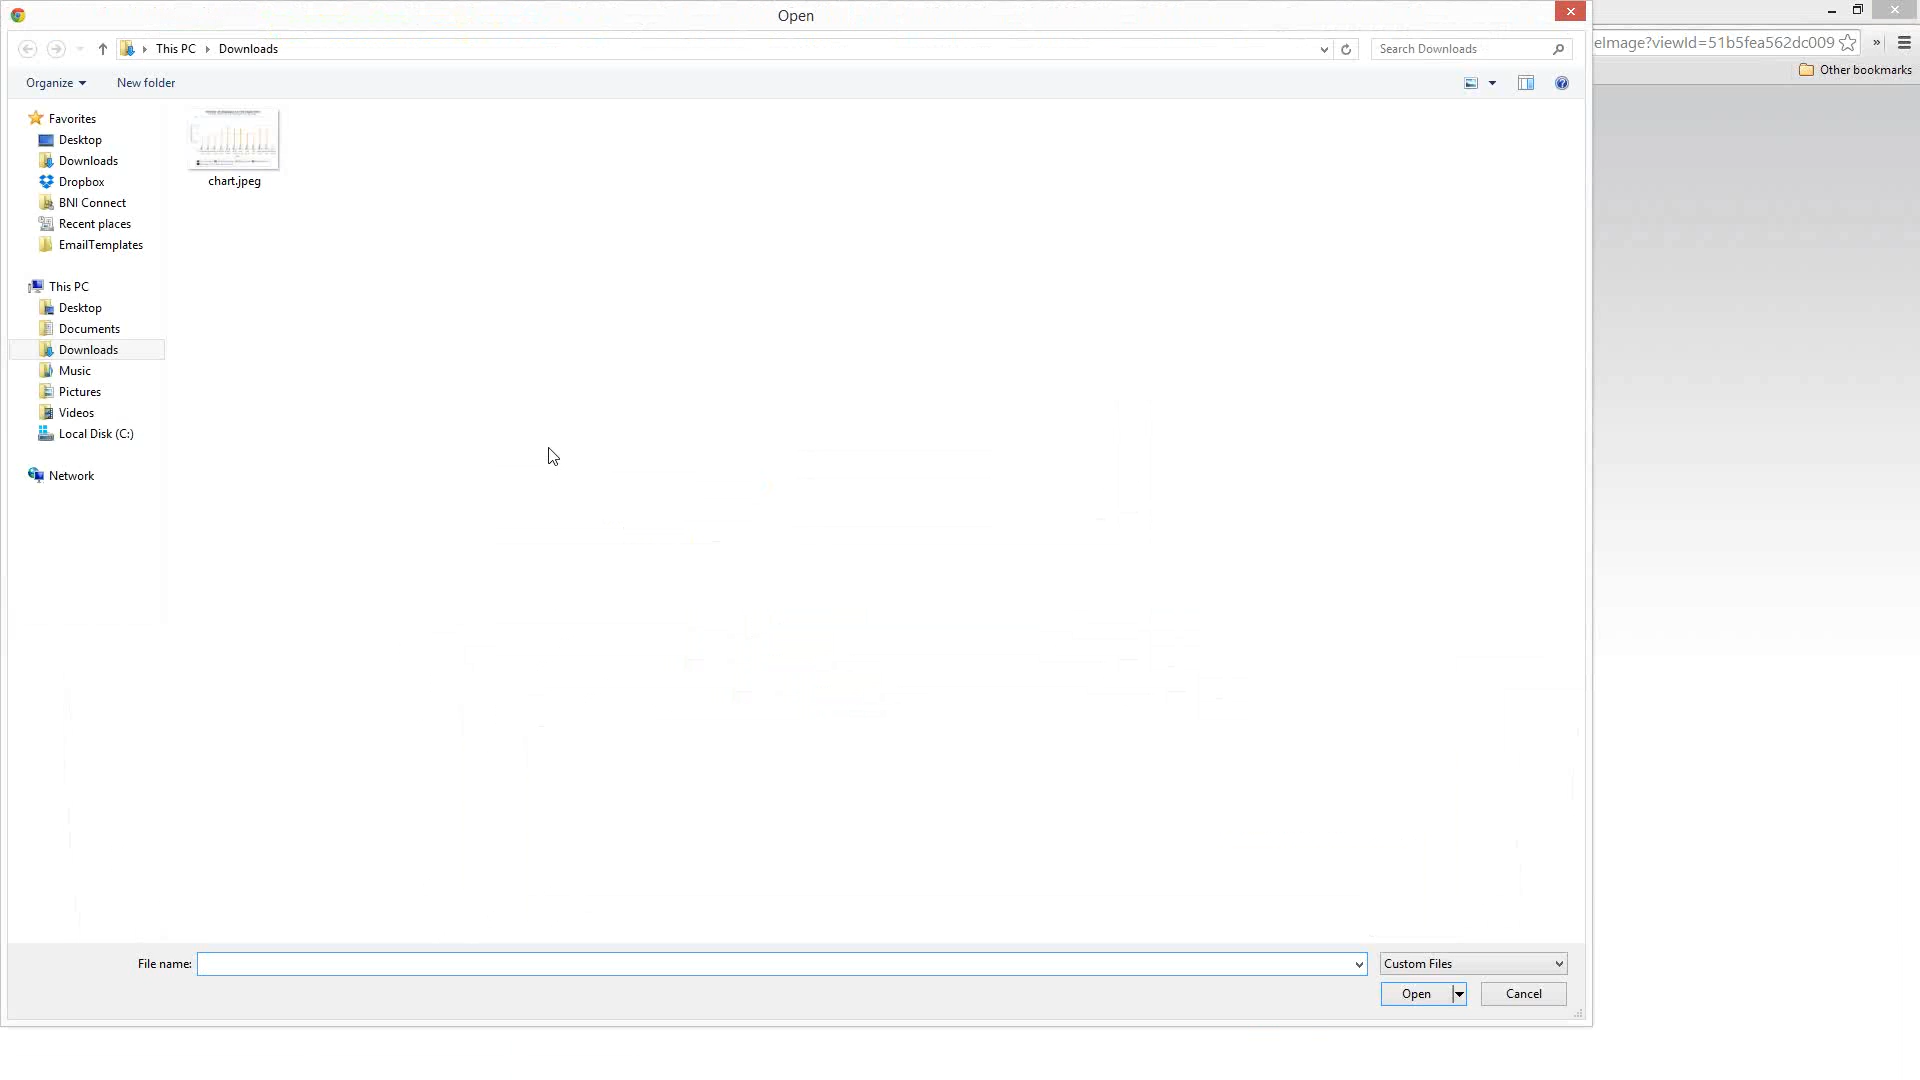 Open
eImage?viewId=51b5fea562dc009
»
This PC
Downloads
Search Downloads
Other bookmarks
Organize
New folder
Favorites
Desktop
Downloads
Dropbox
BNI Connect
Recent places
EmailTemplates
chart.jpeg
This PC
Desktop
Documents
Downloads
Music
Pictures
Videos
Local Disk (C:)
Network
File name:
Custom Files
Open
Cancel